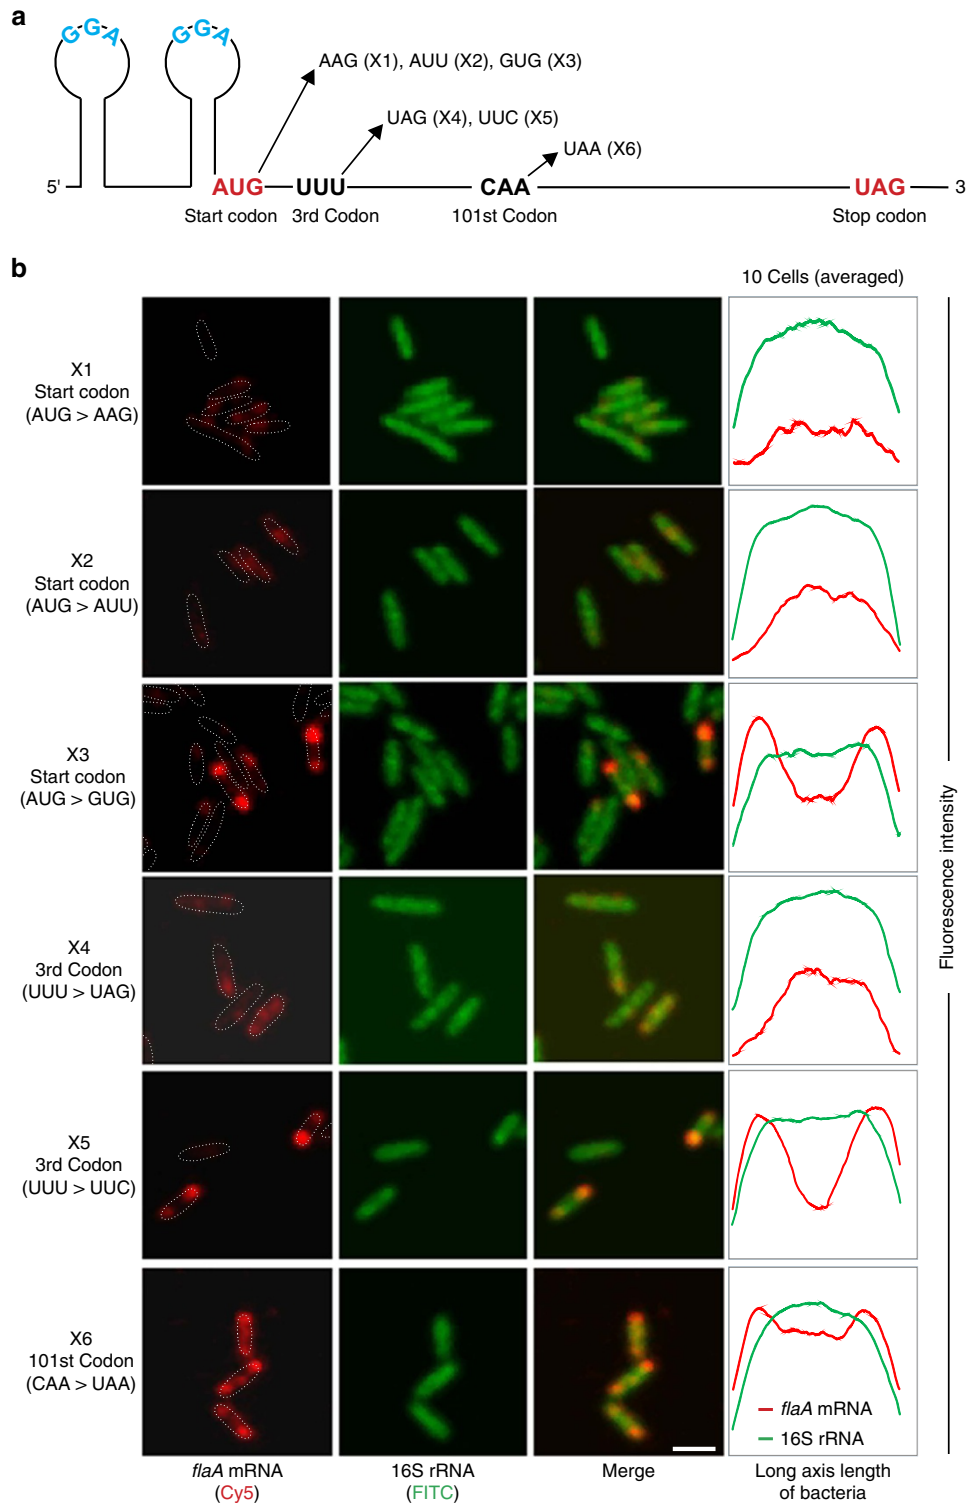 a
GGA GGA
AAG (X1), AUU (X2), GUG (X3)
UAG (X4), UUC (X5)
UAA (X6)
5' AUG UUU CAA UAG 3
Start codon 3rd Codon 101st Codon Stop codon
b
10 Cells (averaged)
X1
Start codon
(AUG > AAG)
X2
Start codon
(AUG > AUU)
X3
Start codon
(AUG > GUG)
X4
3rd Codon
(UUU > UAG)
X5
3rd Codon
(UUU > UUC)
X6
101st Codon
(CAA > UAA)
Fluorescence intensity
flaA mRNA
16S rRNA
flaA mRNA
(Cy5)
16S rRNA
(FITC)
Merge
Long axis length
of bacteria